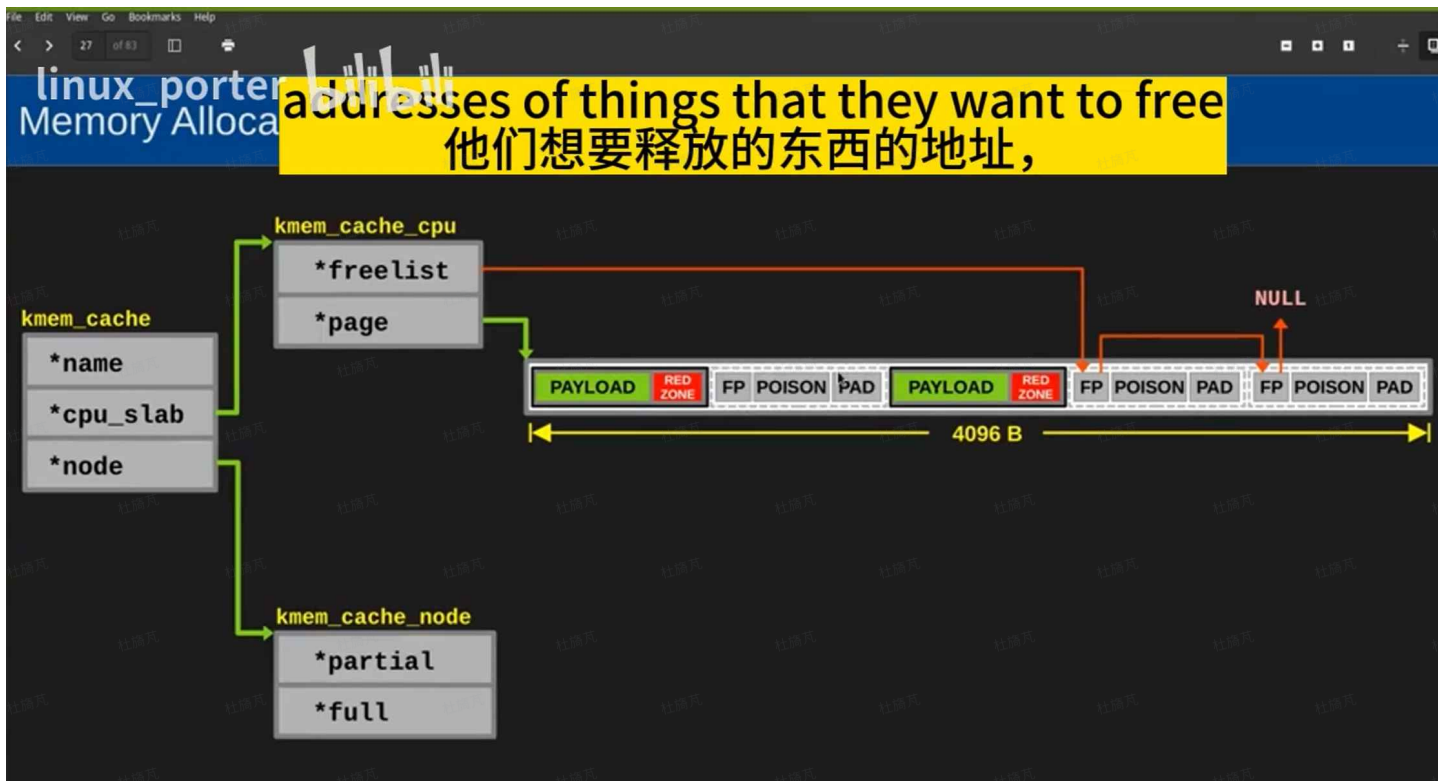 File Edit View Go Bookmarks Help
27 of 83
linux_porter bilibili
Memory Alloca
addresses of things that they want to free
他们想要释放的东西的地址，
kmem_cache_cpu
*freelist
*page
NULL
kmem_cache
*name
*cpu_slab
*node
PAYLOAD RED ZONE FP POISON PAD PAYLOAD RED ZONE FP POISON PAD FP POISON PAD
4096 B
kmem_cache_node
*partial
*full